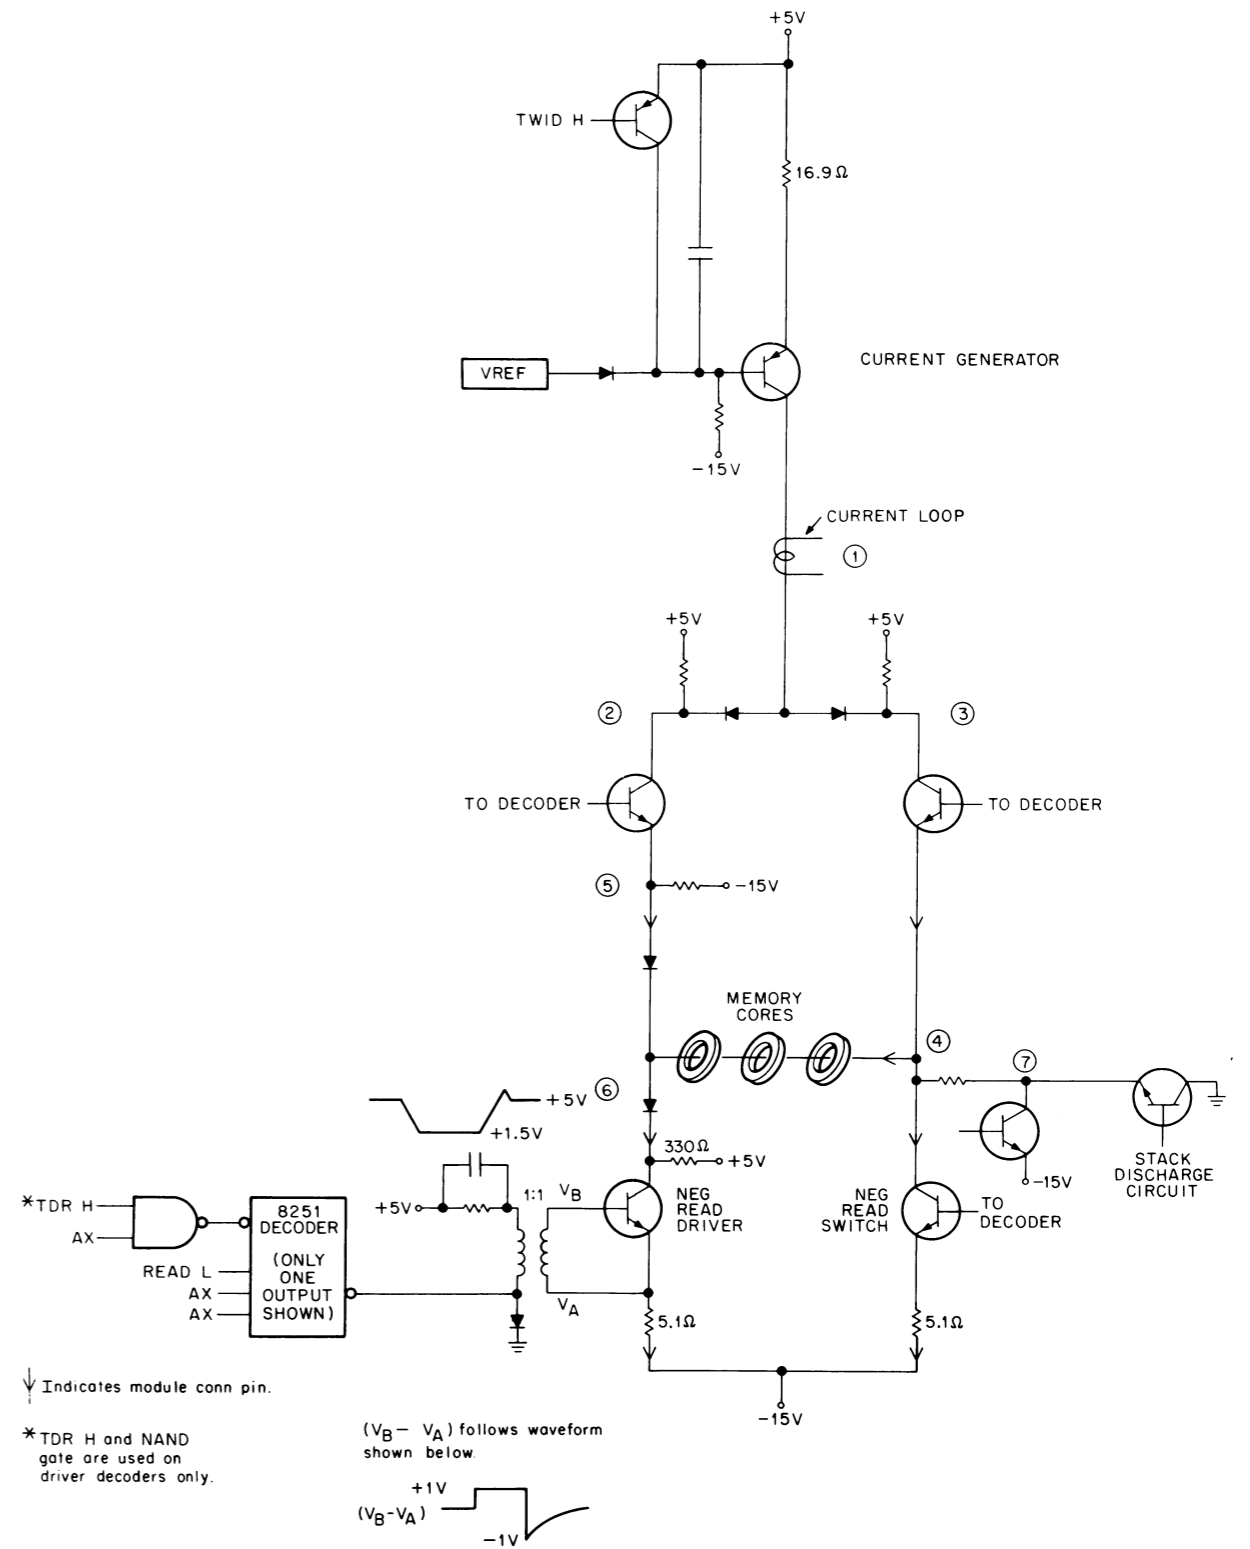 +5V
TWID H
16.9Ω
VREF
CURRENT GENERATOR
-15V
CURRENT LOOP
1
+5V
+5V
2
3
TO DECODER
TO DECODER
5
-15V
MEMORY
CORES
4
7
6
+5V
+1.5V
330Ω
+5V
STACK
DISCHARGE
CIRCUIT
-15V
1:1
VB
NEG
READ
DRIVER
NEG
READ
SWITCH
TO
DECODER
*TDR H
AX
+5V
8251
DECODER
(ONLY
ONE
OUTPUT
SHOWN)
READ L
AX
AX
VA
5.1Ω
5.1Ω
-15V
Indicates module conn pin.
*TDR H and NAND
gate are used on
driver decoders only.
(VB - VA) follows waveform
shown below.
+1V
(VB-VA)
-1V